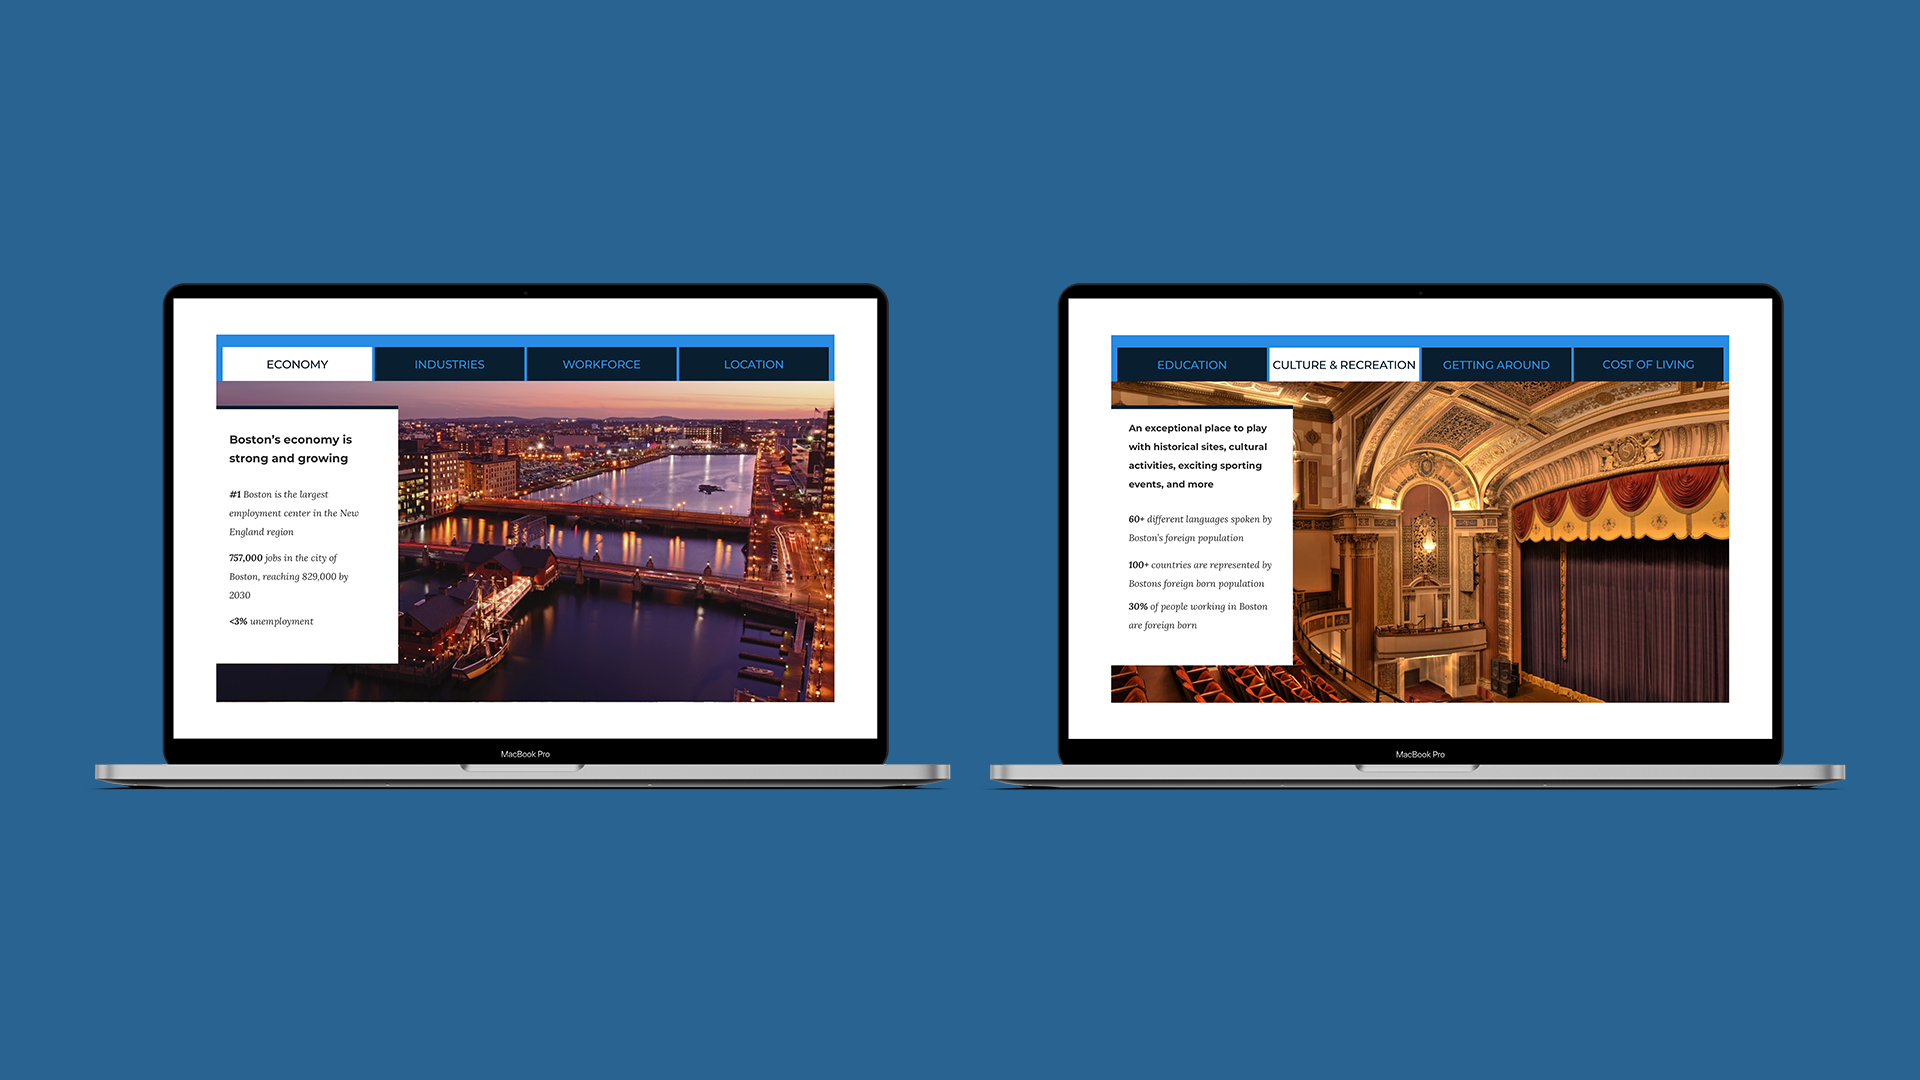 ECONOMY
INDUSTRIES
WORKFORCE
LOCATION
Boston's economy is
strong and growing
#1 Boston is the largest
employment center in the New
England region
757,000 jobs in the city of
Boston, reaching 829,000 by
2030
<3% unemployment
MacBook Pro
EDUCATION
CULTURE & RECREATION
GETTING AROUND
COST OF LIVING
An exceptional place to play
with historical sites, cultural
activities, exciting sporting
events, and more
60+ different languages spoken by
Boston's foreign population
100+ countries are represented by
Bostons foreign born population
30% of people working in Boston
are foreign born
MacBook Pro